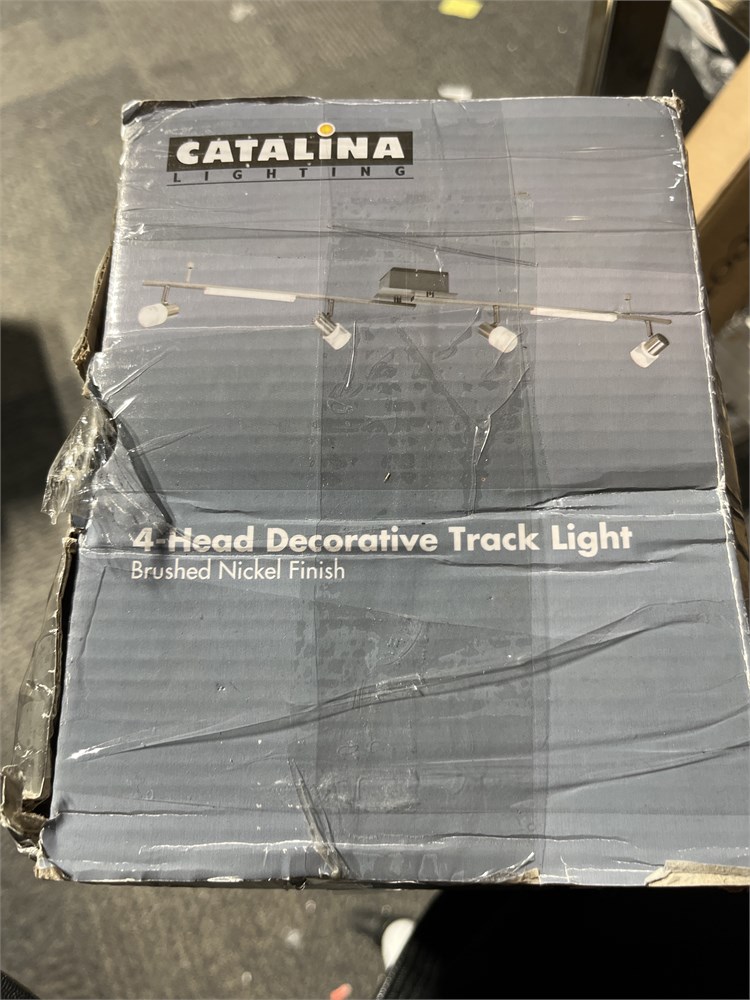 CATALINA
LIGHTING
4-Head Decorative Track Light
Brushed Nickel Finish